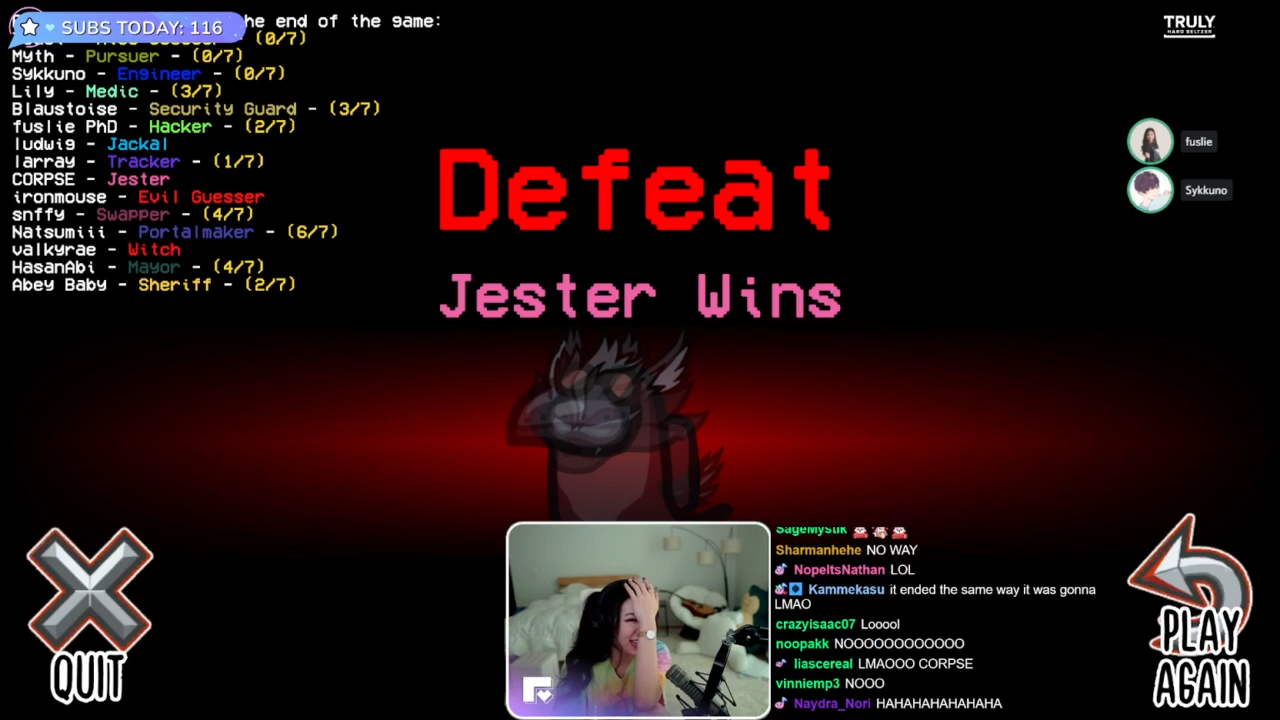 he end of the game:
SUBS TODAY: 116
(0/7)
Myth - Pursuer - (0/7)
Sykkuno - Engineer - (0/7)
Lily - Medic - (3/7)
Blaustoise - Security Guard - (3/7)
fuslie PhD - Hacker - (2/7)
ludwig - Jackal
larray - Tracker - (1/7)
CORPSE - Jester
ironmouse - Evil Guesser
snffy - Swapper - (4/7)
Natsumiii - Portalmaker - (6/7)
valkyrae - Witch
HasanAbi - Mayor - (4/7)
Abey Baby - Sheriff - (2/7)
TRULY
HARD SELTZER
fuslie
Sykkuno
Defeat
Jester Wins
QUIT
SageMystik
Sharmanhehe NO WAY
NopeItsNathan LOL
Kammekasu it ended the same way it was gonna
LMAO
crazyisaac07 Looool
noopakk NOOOOOOOOOOOO
liascereal LMAOOO CORPSE
vinniemp3 NOOO
Naydra_Nori HAHAHAHAHAHAHA
PLAY
AGAIN